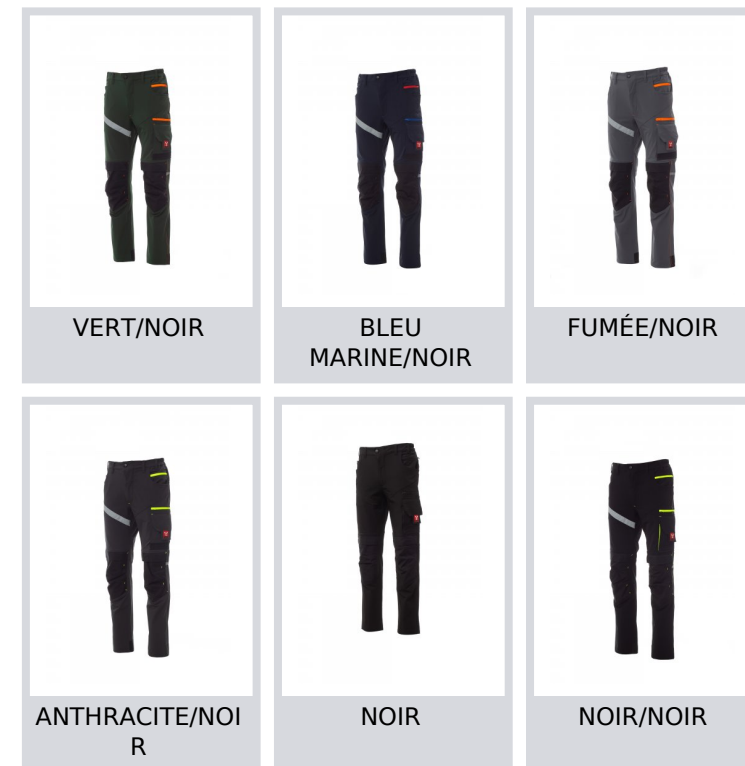 VERT/NOIR
BLEU
MARINE/NOIR
FUMÉE/NOIR
ANTHRACITE/NOI
R
NOIR
NOIR/NOIR